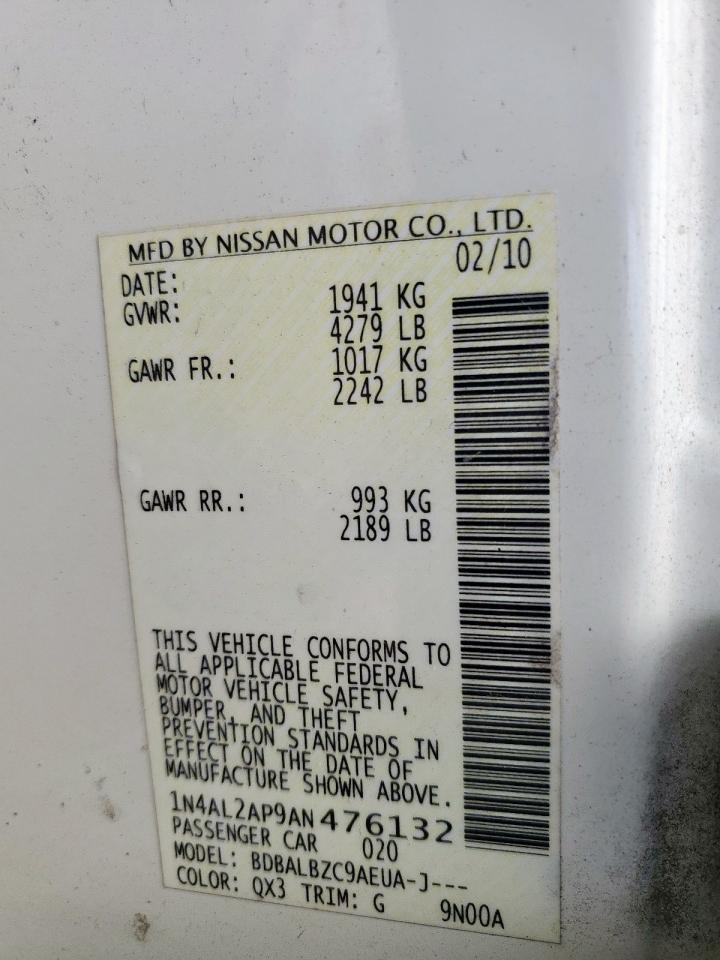 MFD BY NISSAN MOTOR CO., LTD.
DATE: 02/10
GVWR: 1941 KG
4279 LB
GAWR FR.: 1017 KG
2242 LB
GAWR RR.: 993 KG
2189 LB
THIS VEHICLE CONFORMS TO
ALL APPLICABLE FEDERAL
MOTOR VEHICLE SAFETY,
BUMPER, AND THEFT
PREVENTION STANDARDS IN
EFFECT ON THE DATE OF
MANUFACTURE SHOWN ABOVE.
1N4AL2AP9AN476132
PASSENGER CAR 020
MODEL: BDBALBZC9AEUA-J---
COLOR: QX3 TRIM: G 9N00A